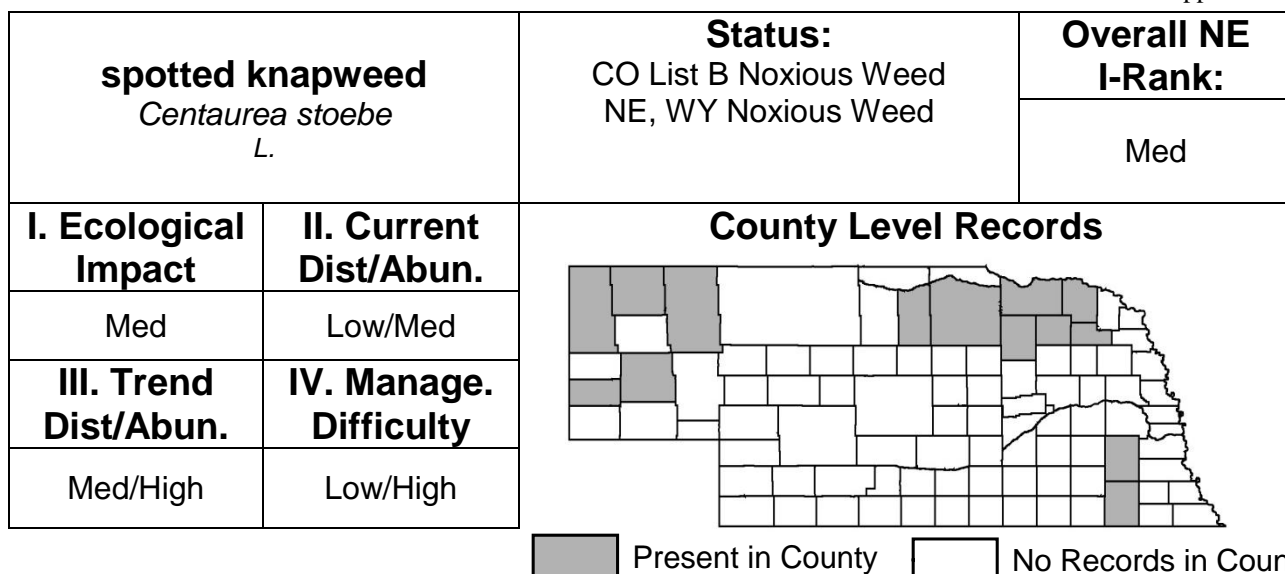 spotted knapweed
Centaurea stoebe
L.
Status:
CO List B Noxious Weed
NE, WY Noxious Weed
Overall NE
I-Rank:
Med
I. Ecological
Impact
II. Current
Dist/Abun.
Med
Low/Med
III. Trend
Dist/Abun.
IV. Manage.
Difficulty
Med/High
Low/High
County Level Records
Present in County
No Records in Coun